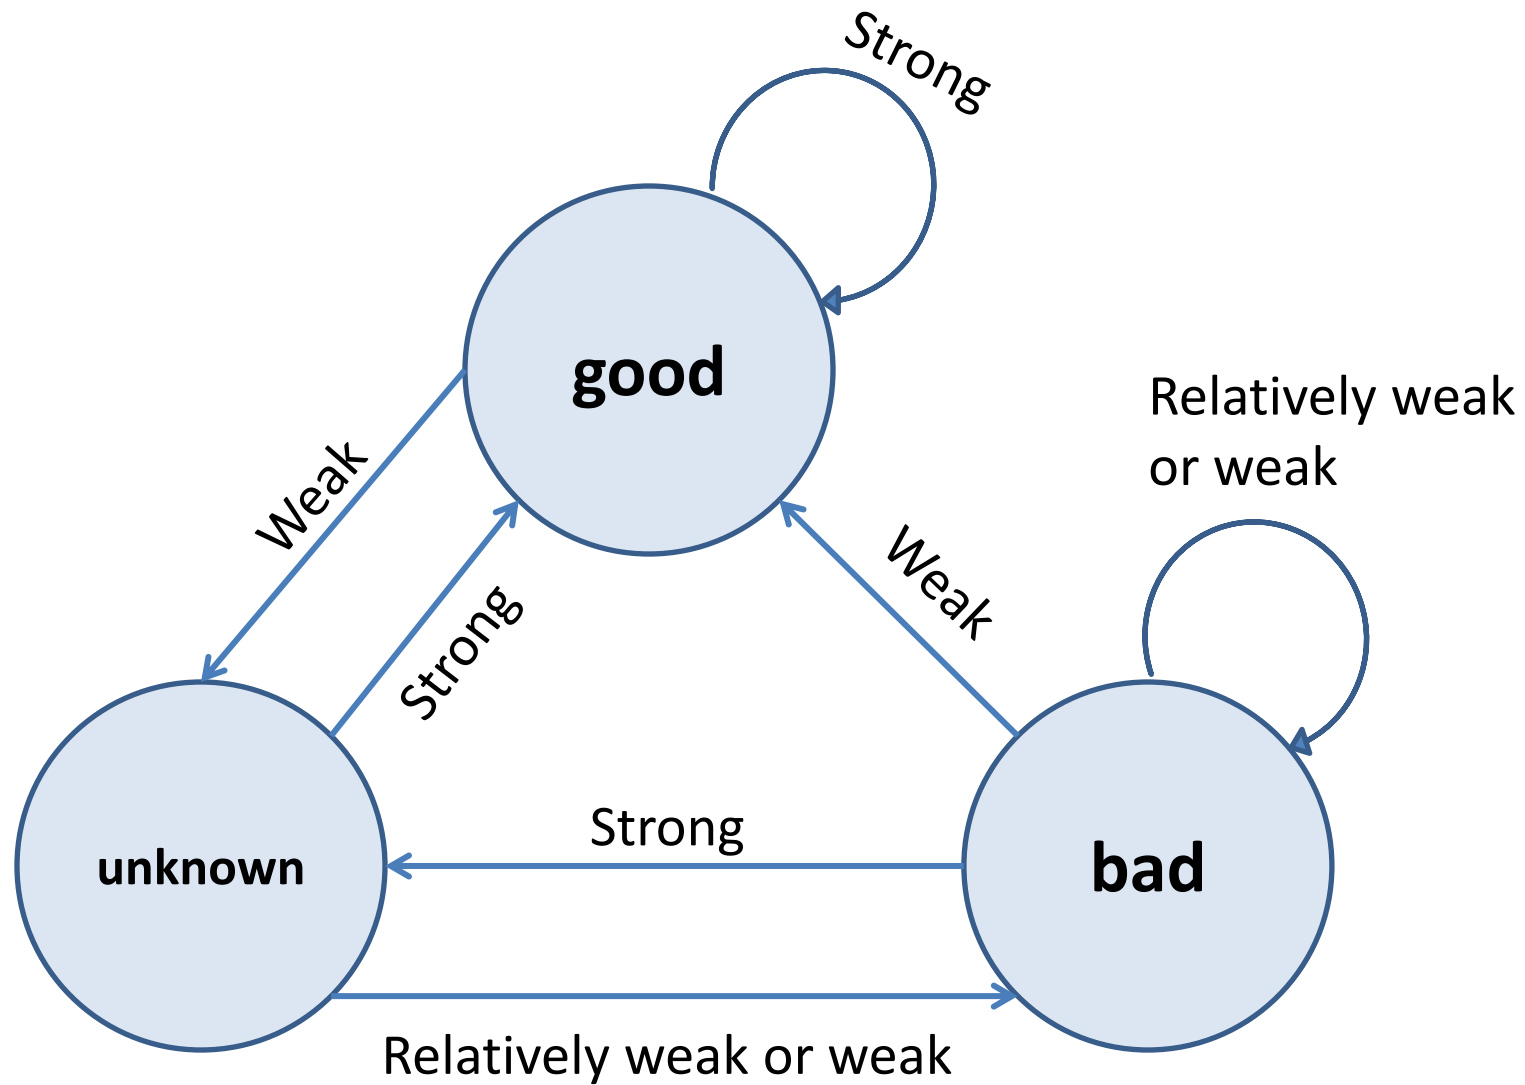 Strong
good
Relatively weak
or weak
Weak
Weak
Strong
Strong
unknown
bad
Relatively weak or weak